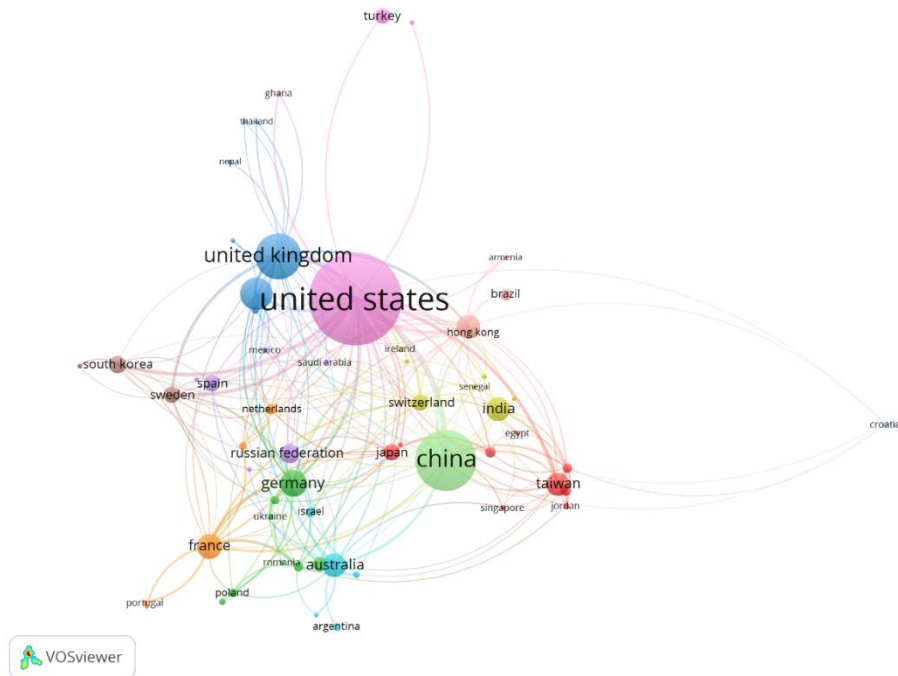 turkey
ghana
thailand
nepal
united kingdom
armenia
united states
brazil
hong kong
mexico
ireland
saudi arabia
south korea
spain
senegal
sweden
switzerland
netherlands
india
croatia
egypt
russian federation
japan
china
germany
taiwan
israel
singapore
jordan
ukraine
france
romania
australia
poland
portugal
argentina
VOSviewer